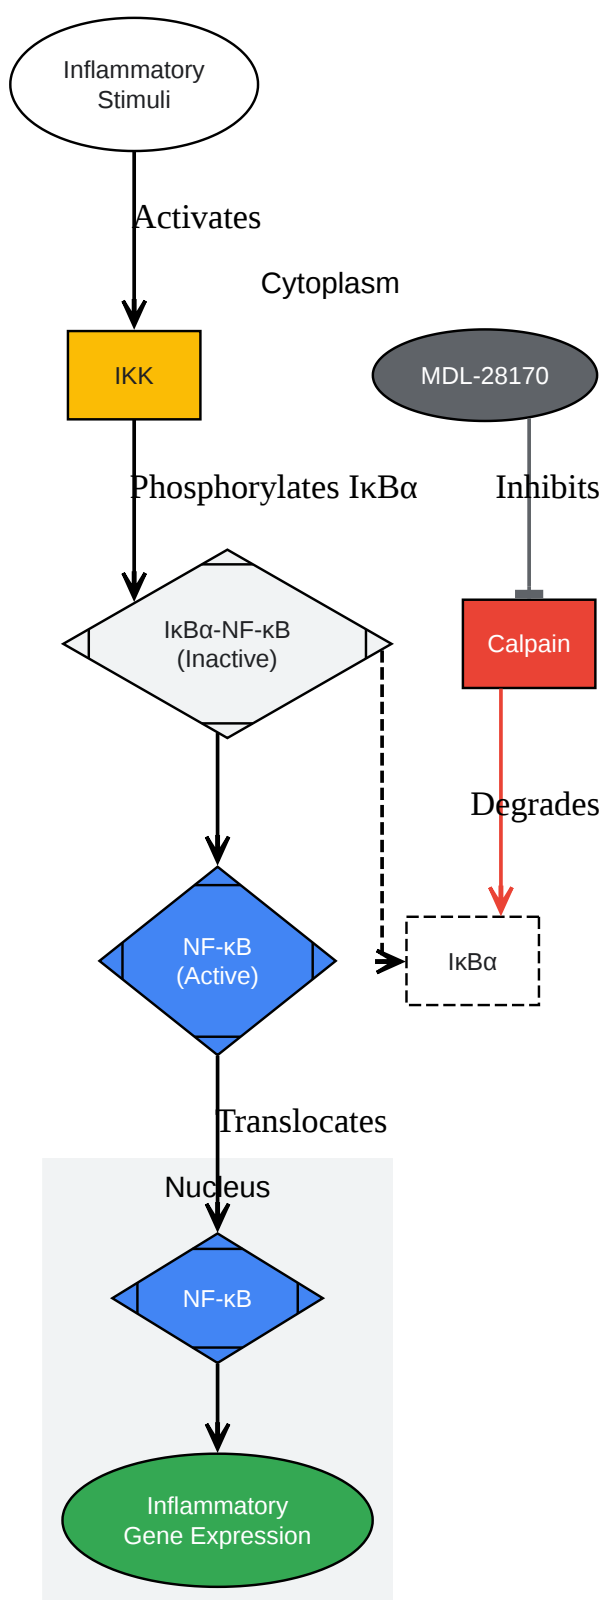 Inflammatory
Stimuli
Activates
Cytoplasm
IKK
MDL-28170
Phosphorylates IκBα
Inhibits
IκBα-NF-κB
(Inactive)
Calpain
Degrades
NF-κB
(Active)
IκBα
Translocates
Nucleus
NF-κB
Inflammatory
Gene Expression